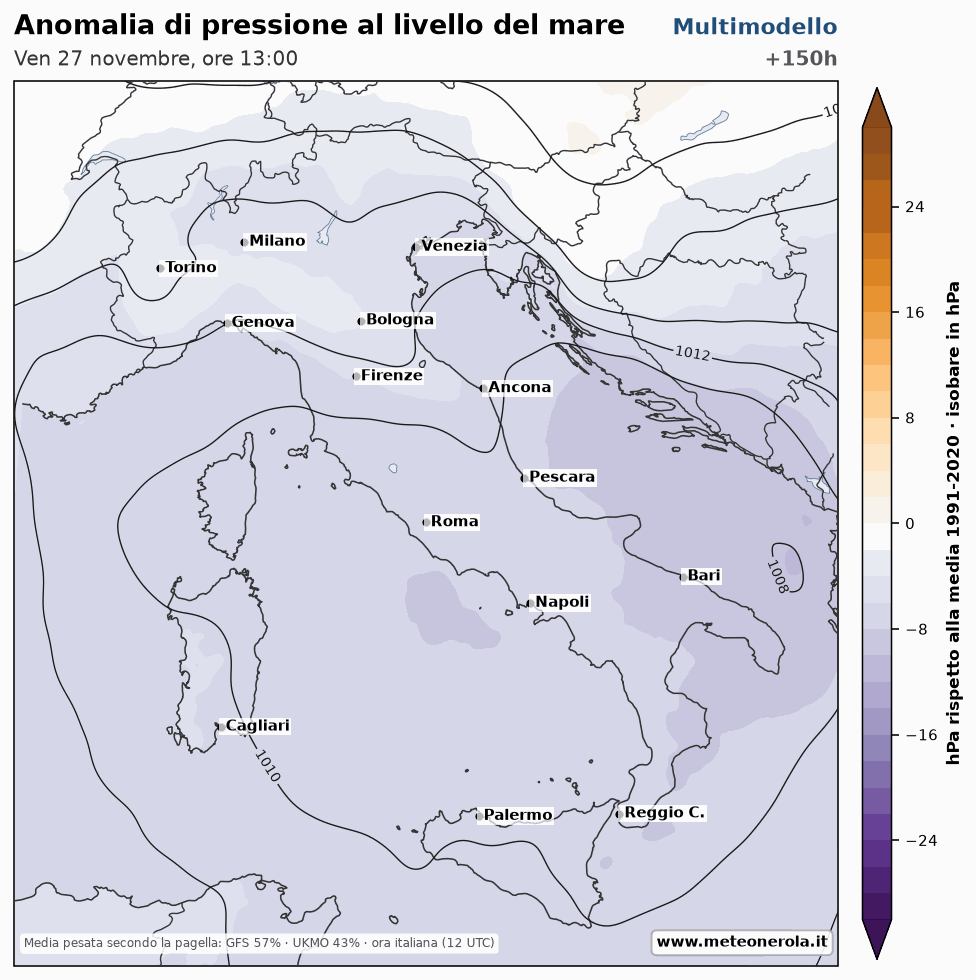 Anomalia di pressione al livello del mare
Multimodello
Ven 27 novembre, ore 13:00
+150h
10
Milano
Venezia
Torino
Genova
Bologna
1012
Firenze
Ancona
Pescara
Roma
Bari
1008
Napoli
Cagliari
1010
Palermo
Reggio C.
24
16
8
0
−8
−16
−24
hPa rispetto alla media 1991-2020 · isobare in hPa
Media pesata secondo la pagella: GFS 57% · UKMO 43% · ora italiana (12 UTC)
www.meteonerola.it